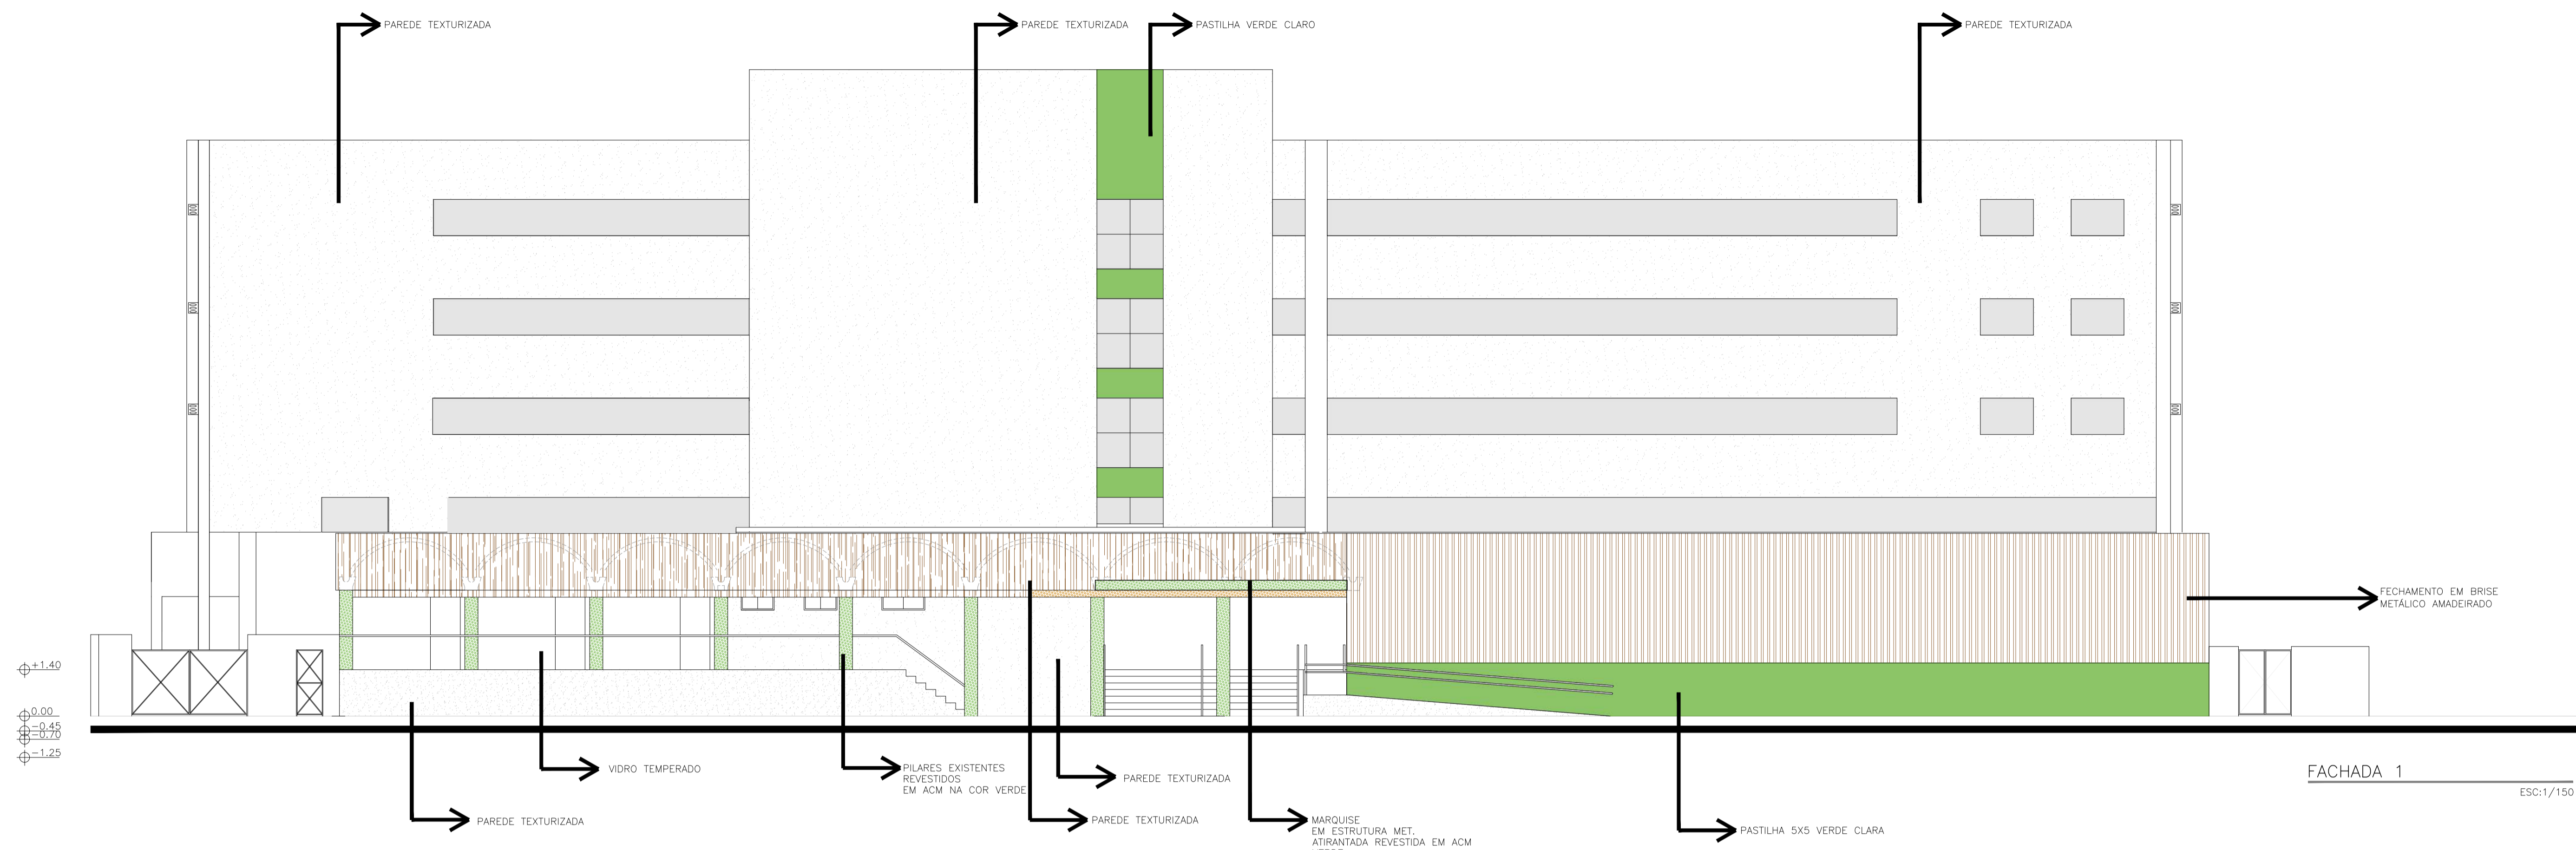 PAREDE TEXTURIZADA
PAREDE TEXTURIZADA
PASTILHA VERDE CLARO
PAREDE TEXTURIZADA
FECHAMENTO EM BRISE
METÁLICO AMADEIRADO
+1.40
0.00
-0.45
-0.70
-1.25
VIDRO TEMPERADO
PILARES EXISTENTES
REVESTIDOS
EM ACM NA COR VERDE
PAREDE TEXTURIZADA
FACHADA 1
ESC:1/150
PAREDE TEXTURIZADA
PAREDE TEXTURIZADA
MARQUISE
EM ESTRUTURA MET.
ATIRANTADA REVESTIDA EM ACM
PASTILHA 5X5 VERDE CLARA